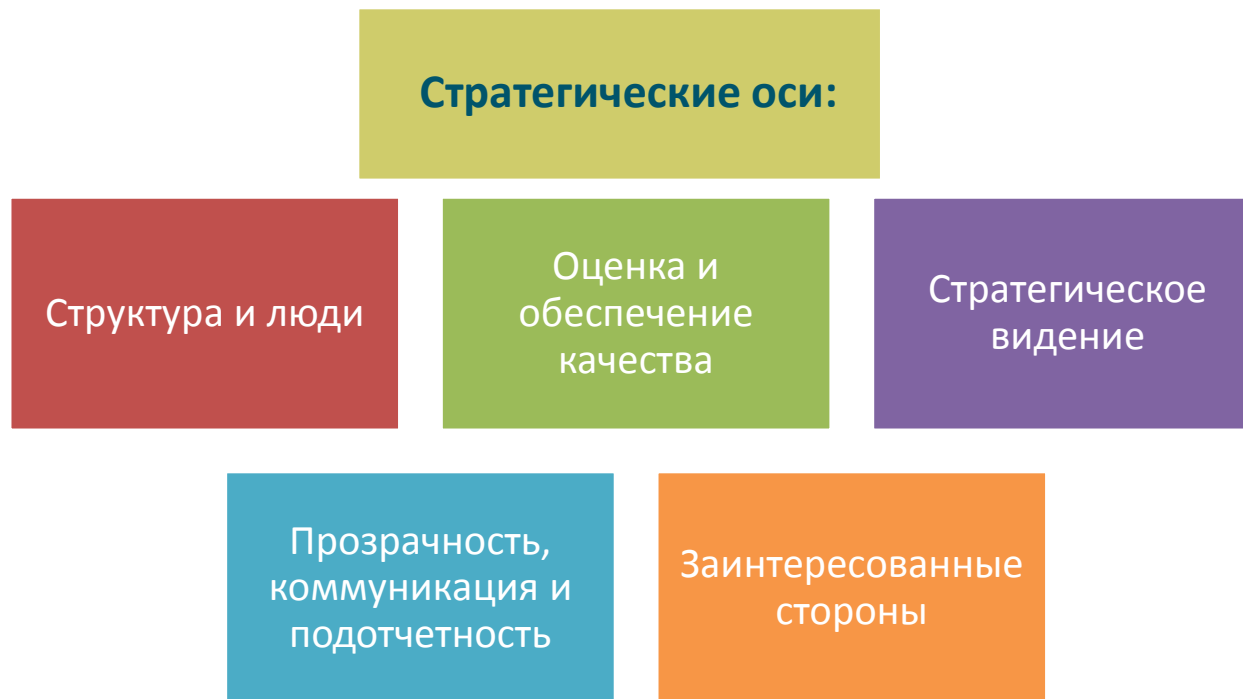 Стратегические оси:
Структура и люди
Оценка и
обеспечение
качества
Стратегическое
видение
Прозрачность,
коммуникация и
подотчетность
Заинтересованные
стороны